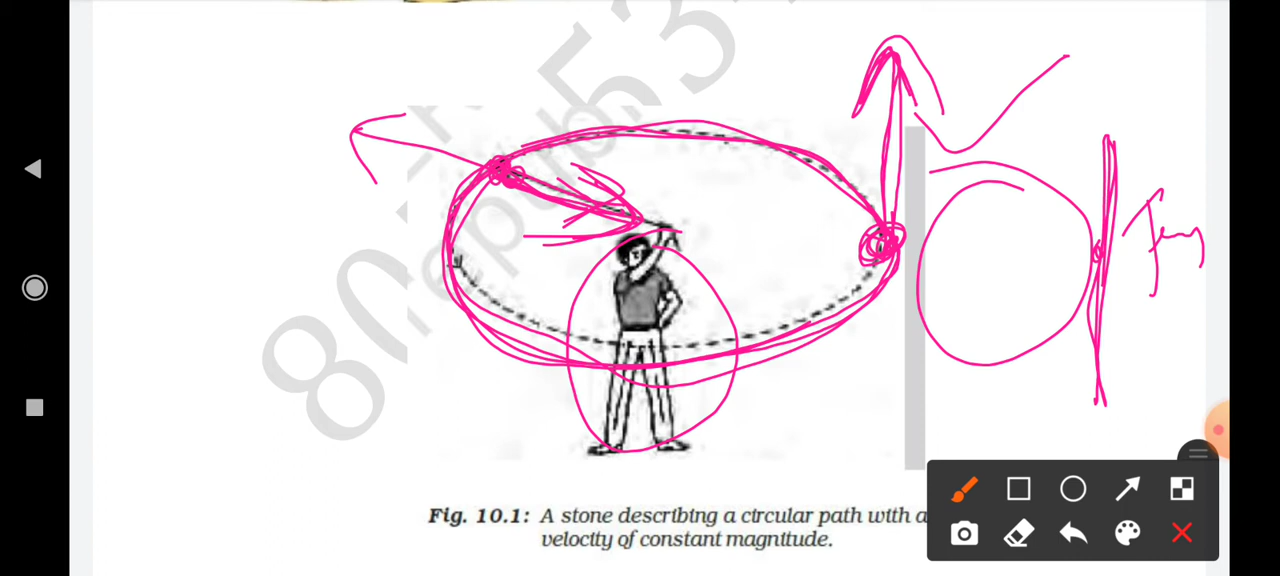 Fig. 10.1: A stone describing a circular path with a
velocity of constant magnitude.